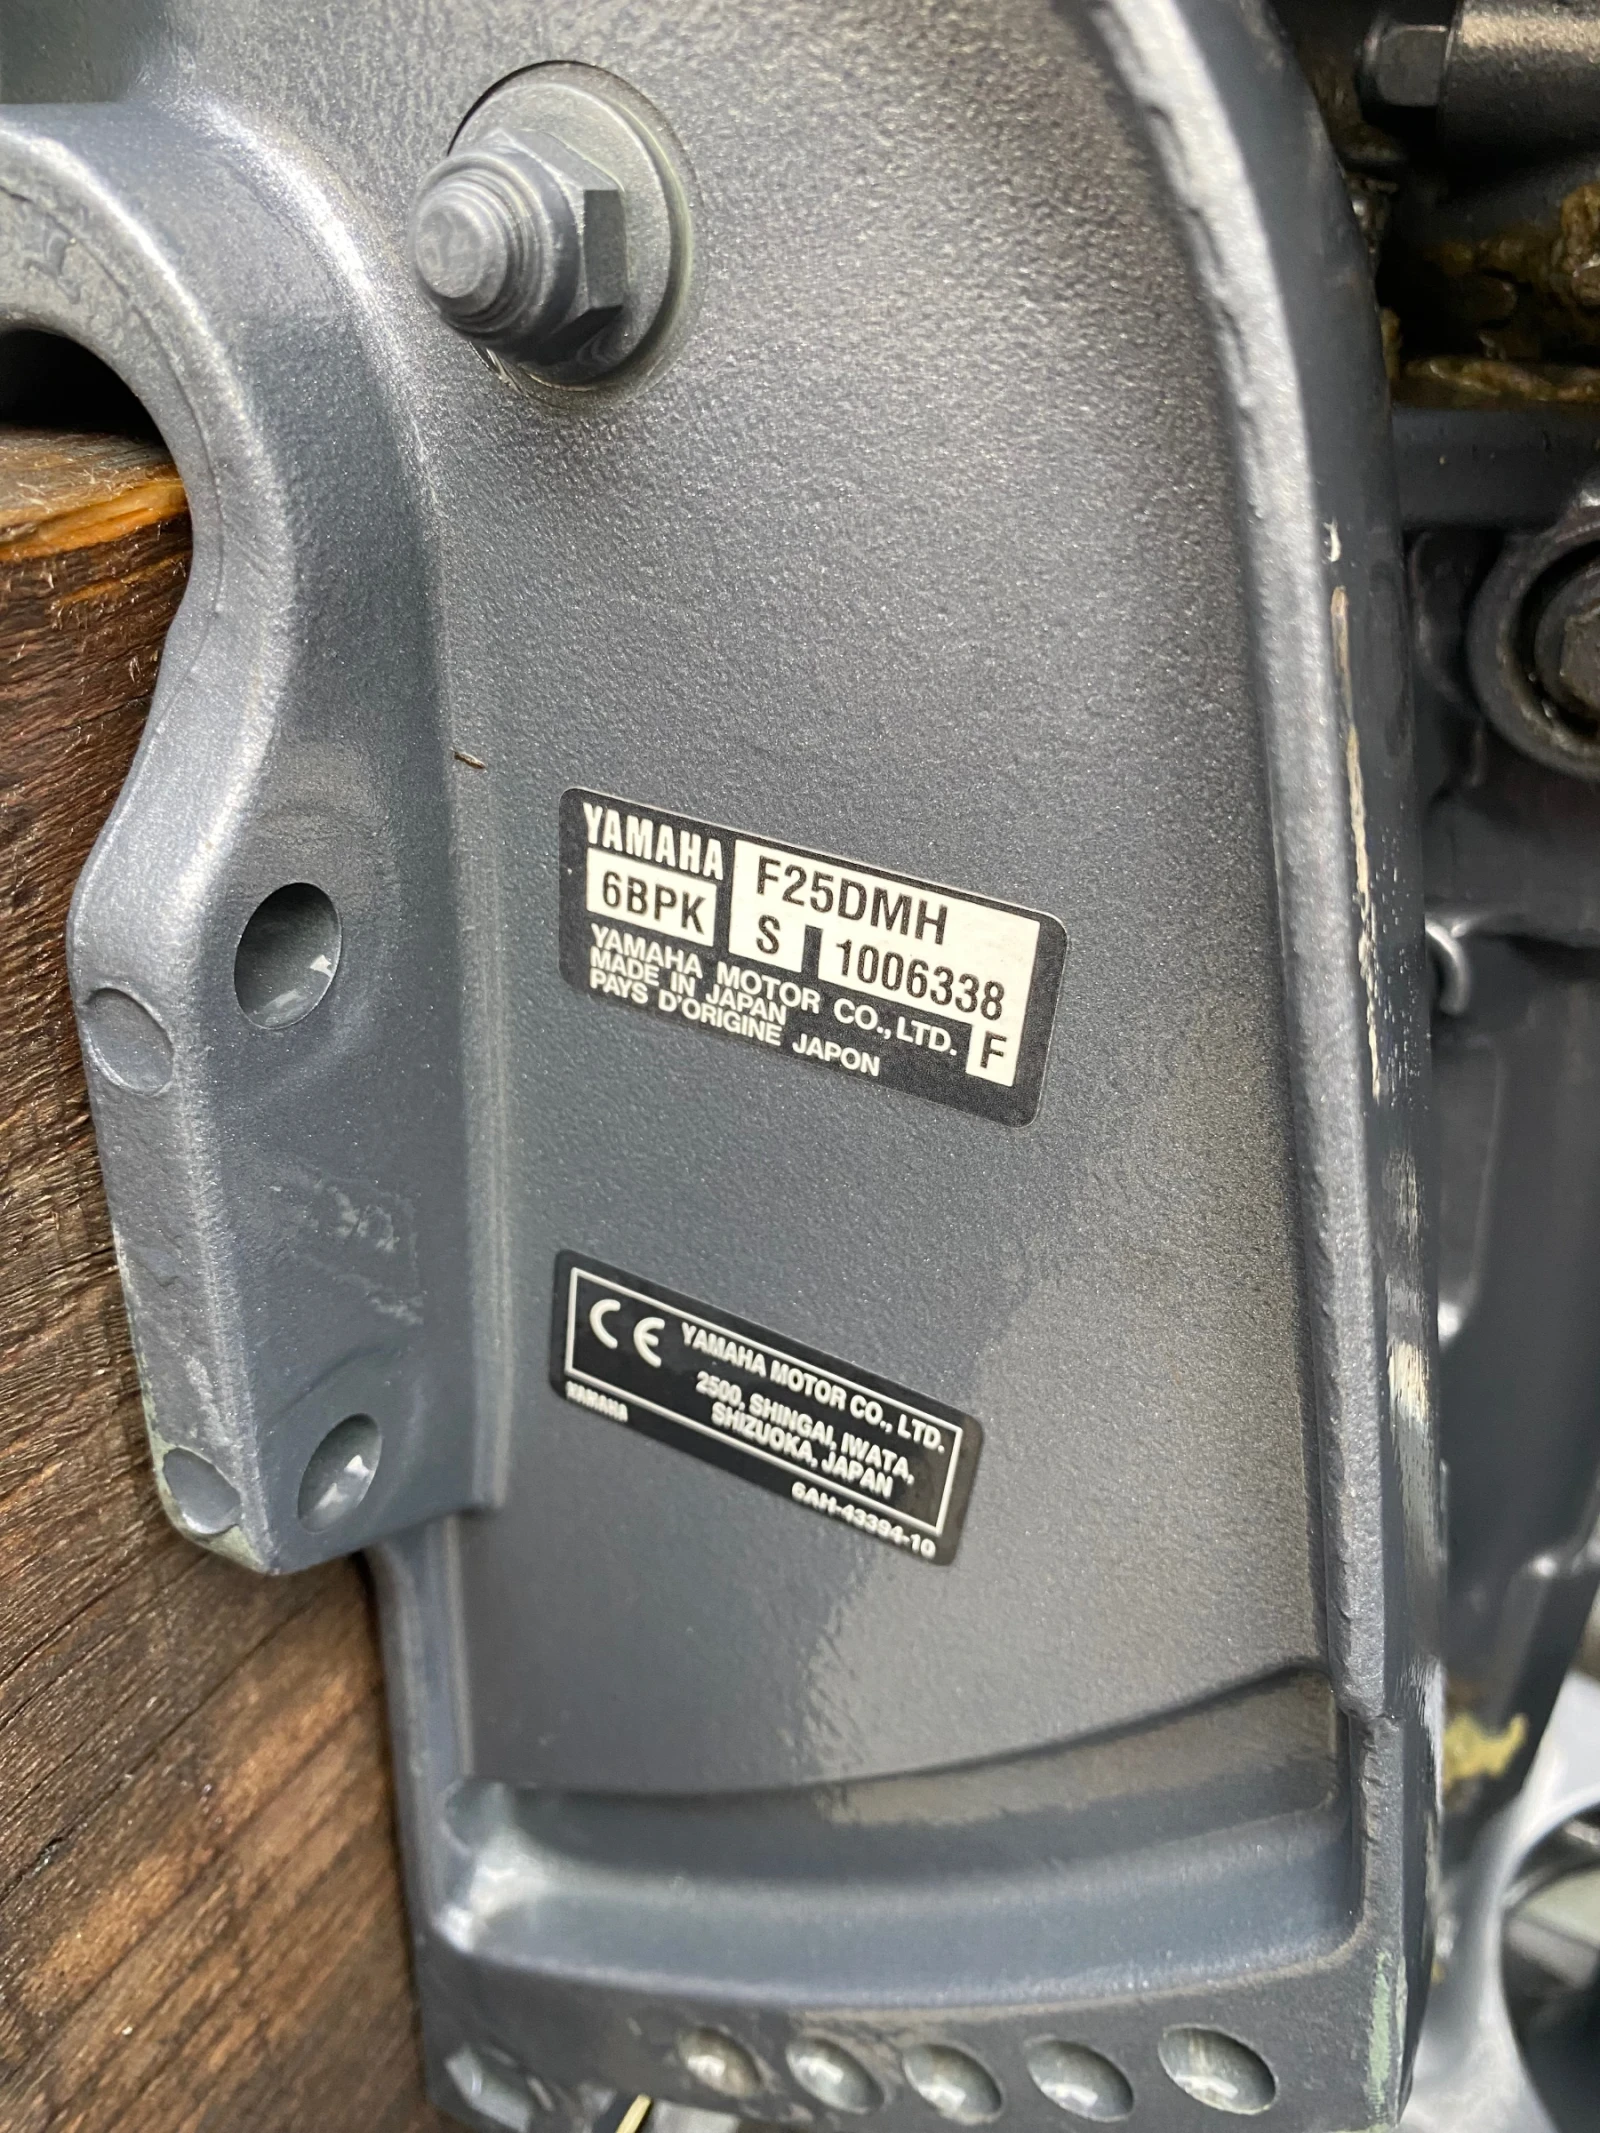 YAMAHA F25DMH
6BPK S 1006338
YAMAHA MOTOR CO., LTD.
MADE IN JAPAN
PAYS D'ORIGINE JAPON F
CE YAMAHA MOTOR CO., LTD.
2500, SHINGAI, IWATA,
SHIZUOKA, JAPAN
YAMAHA 6AH-43394-10